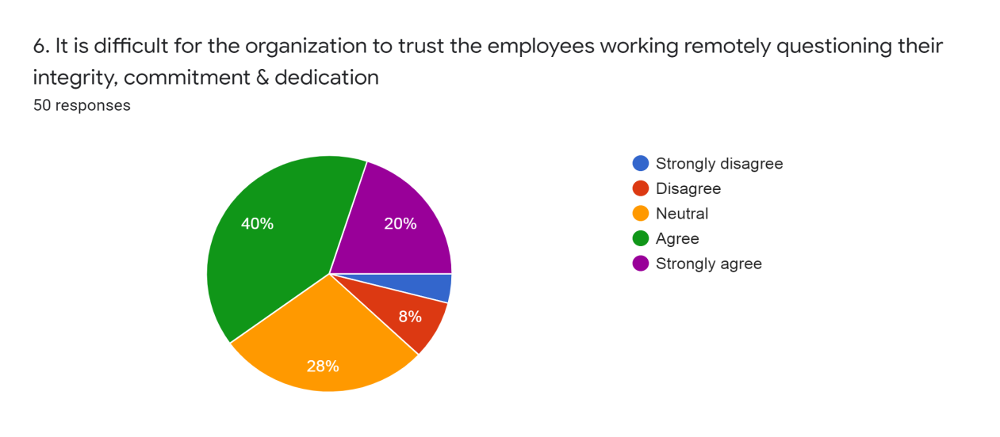 6. It is difficult for the organization to trust the employees working remotely questioning their
integrity, commitment & dedication
50 responses
40%
20%
8%
28%
Strongly disagree
Disagree
Neutral
Agree
Strongly agree